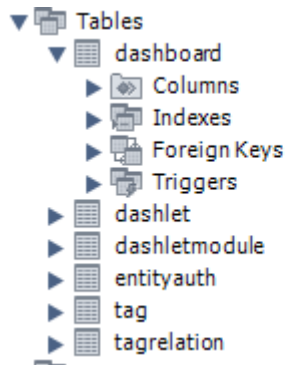 Tables
dashboard
Columns
Indexes
Foreign Keys
Triggers
dashlet
dashletmodule
entityauth
tag
tagrelation